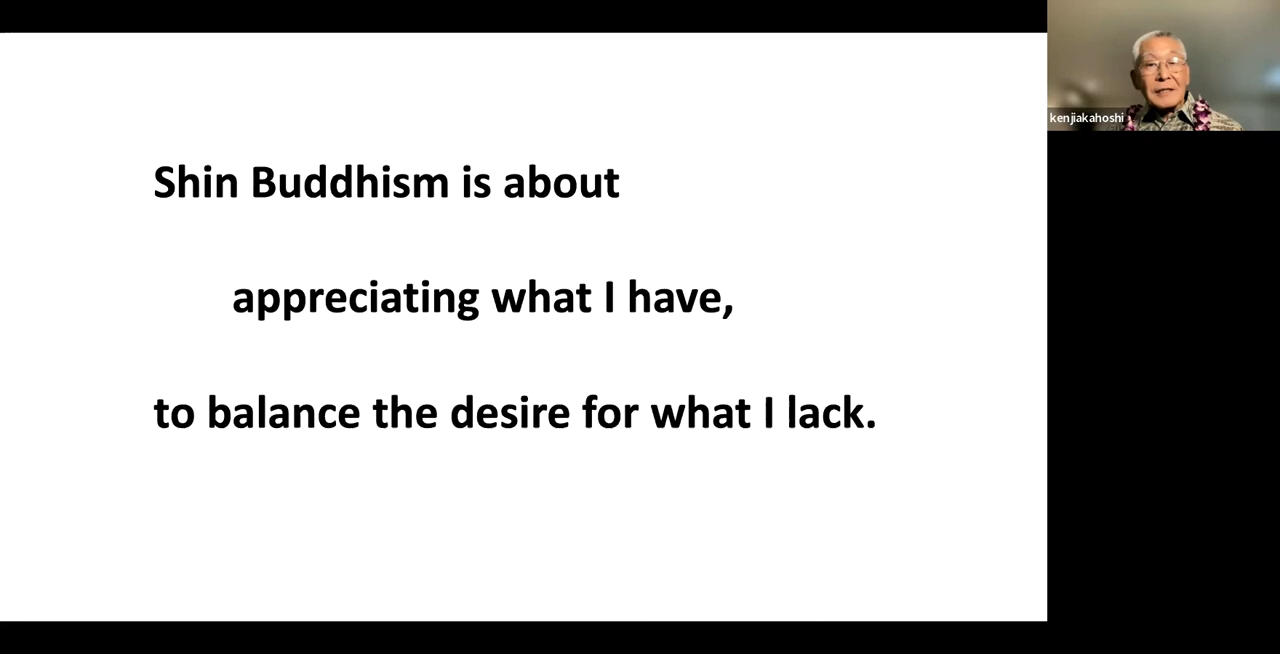 Shin Buddhism is about
appreciating what I have,
to balance the desire for what I lack.
kenjiakahoshi